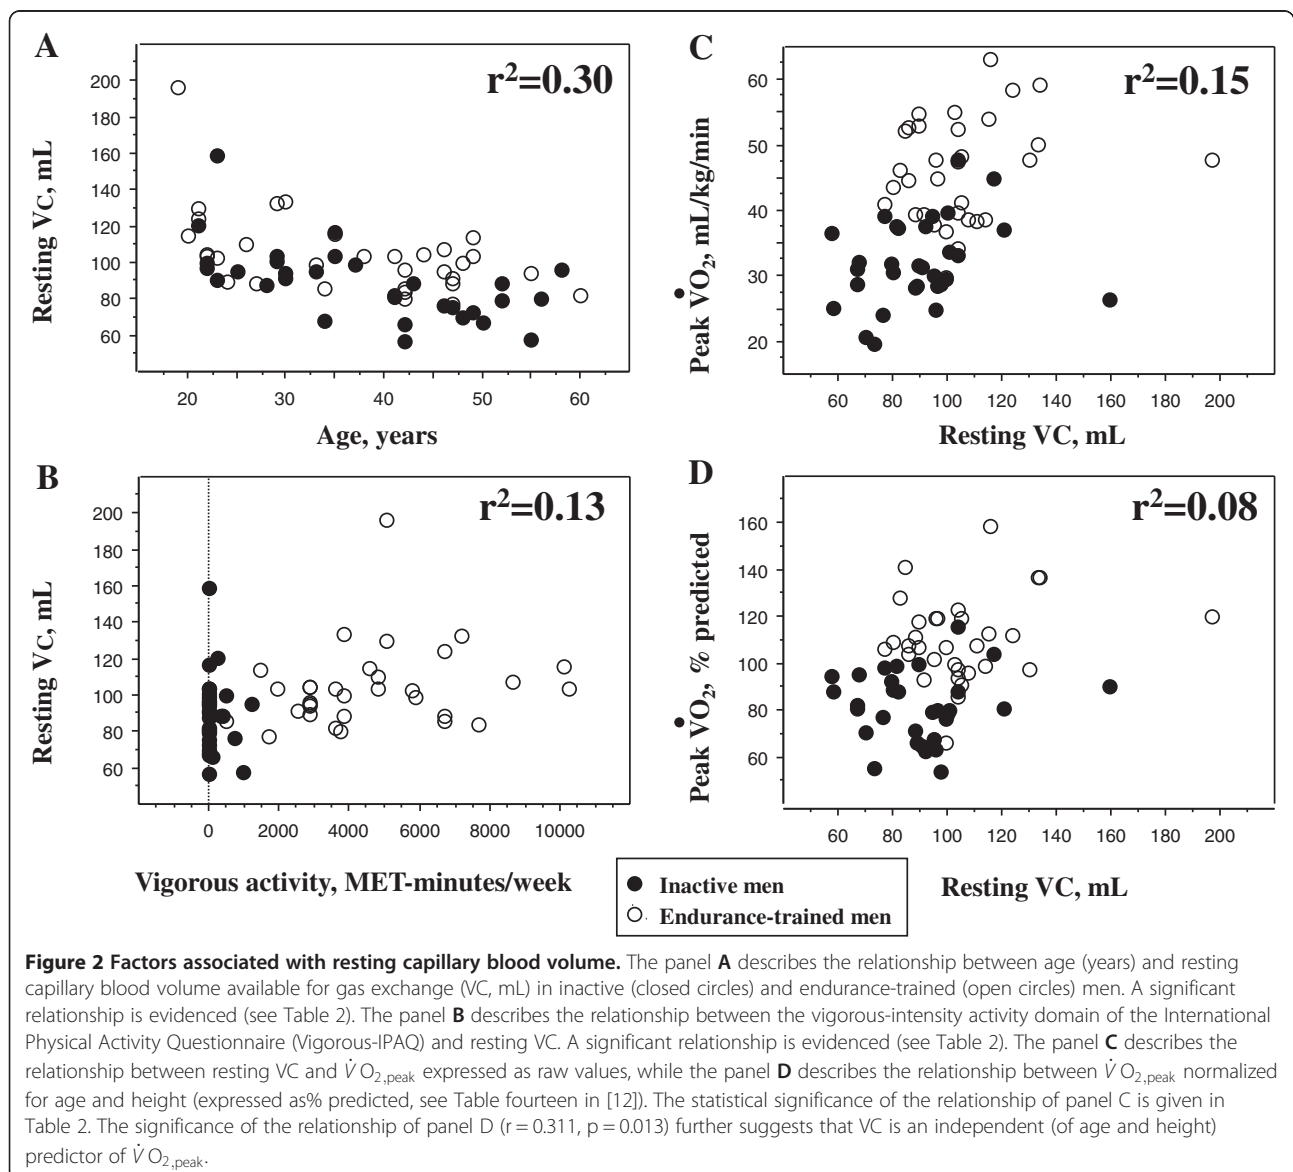 A
r²=0.30
Resting VC, mL
200
180
160
140
120
100
80
60
20
30
40
50
60
Age, years
C
r²=0.15
Peak V̇O₂, mL/kg/min
60
50
40
30
20
60
80
100
120
140
160
180
200
Resting VC, mL
B
r²=0.13
Resting VC, mL
200
180
160
140
120
100
80
60
0
2000
4000
6000
8000
10000
Vigorous activity, MET-minutes/week
D
r²=0.08
Peak V̇O₂, % predicted
160
140
120
100
80
60
60
80
100
120
140
160
180
200
Resting VC, mL
Inactive men
Endurance-trained men
Figure 2 Factors associated with resting capillary blood volume. The panel A describes the relationship between age (years) and resting
capillary blood volume available for gas exchange (VC, mL) in inactive (closed circles) and endurance-trained (open circles) men. A significant
relationship is evidenced (see Table 2). The panel B describes the relationship between the vigorous-intensity activity domain of the International
Physical Activity Questionnaire (Vigorous-IPAQ) and resting VC. A significant relationship is evidenced (see Table 2). The panel C describes the
relationship between resting VC and V̇ O2,peak expressed as raw values, while the panel D describes the relationship between V̇ O2,peak normalized
for age and height (expressed as% predicted, see Table fourteen in [12]). The statistical significance of the relationship of panel C is given in
Table 2. The significance of the relationship of panel D (r = 0.311, p = 0.013) further suggests that VC is an independent (of age and height)
predictor of V̇ O2,peak.